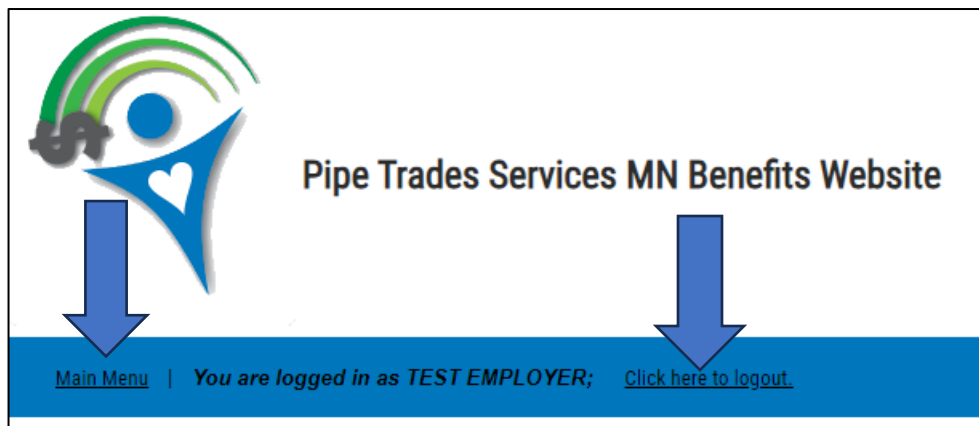 $
Pipe Trades Services MN Benefits Website
Main Menu | You are logged in as TEST EMPLOYER; Click here to logout.